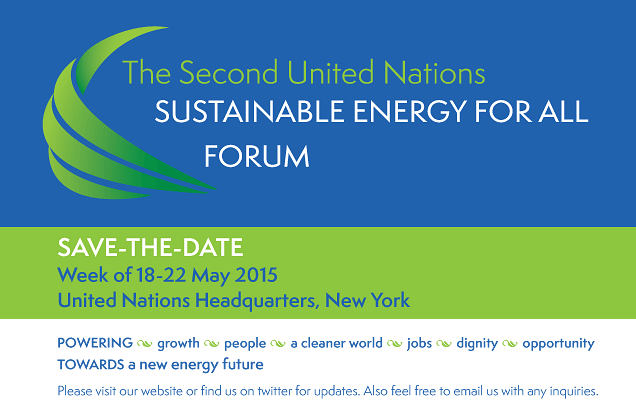 The Second United Nations
SUSTAINABLE ENERGY FOR ALL
FORUM
SAVE-THE-DATE
Week of 18-22 May 2015
United Nations Headquarters, New York
POWERING growth people a cleaner world jobs dignity opportunity
TOWARDS a new energy future
Please visit our website or find us on twitter for updates. Also feel free to email us with any inquiries.